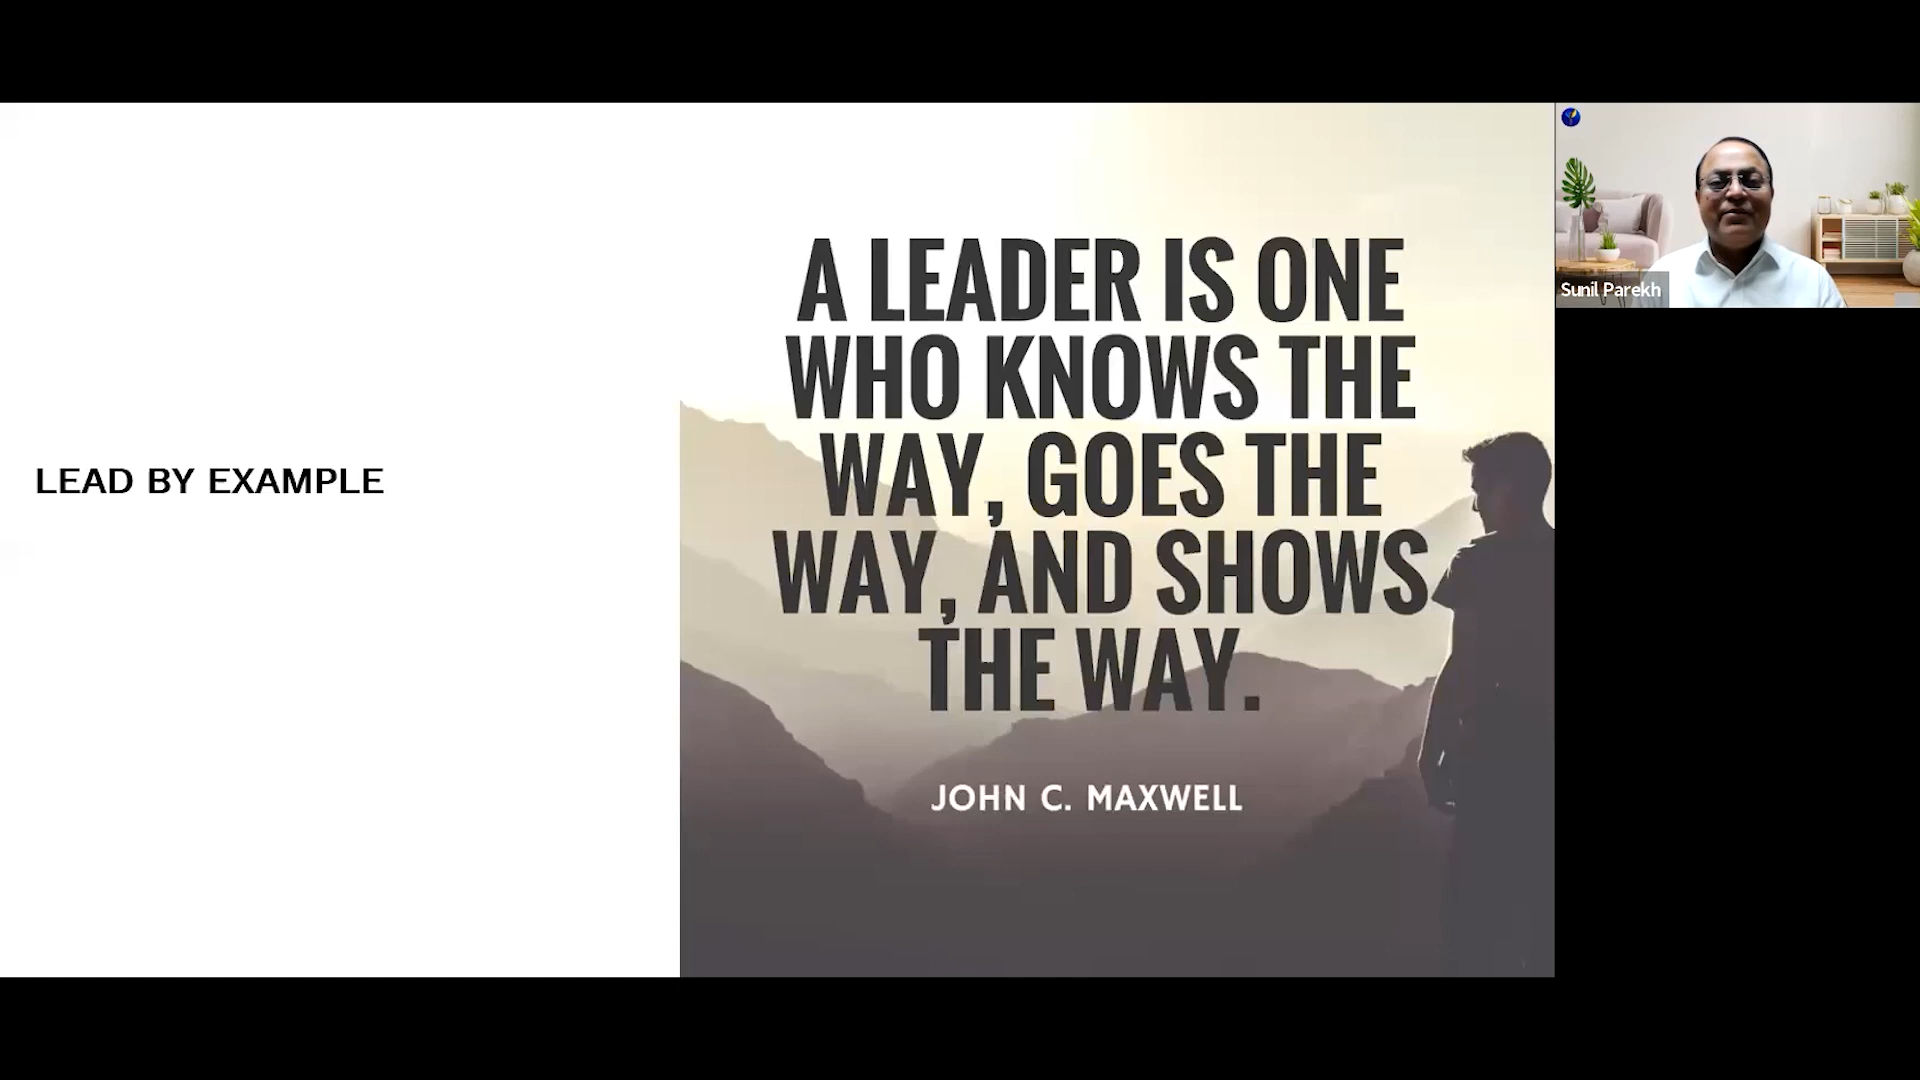 LEAD BY EXAMPLE
A LEADER IS ONE
WHO KNOWS THE
WAY, GOES THE
WAY, AND SHOWS
THE WAY.
JOHN C. MAXWELL
Sunil Parekh